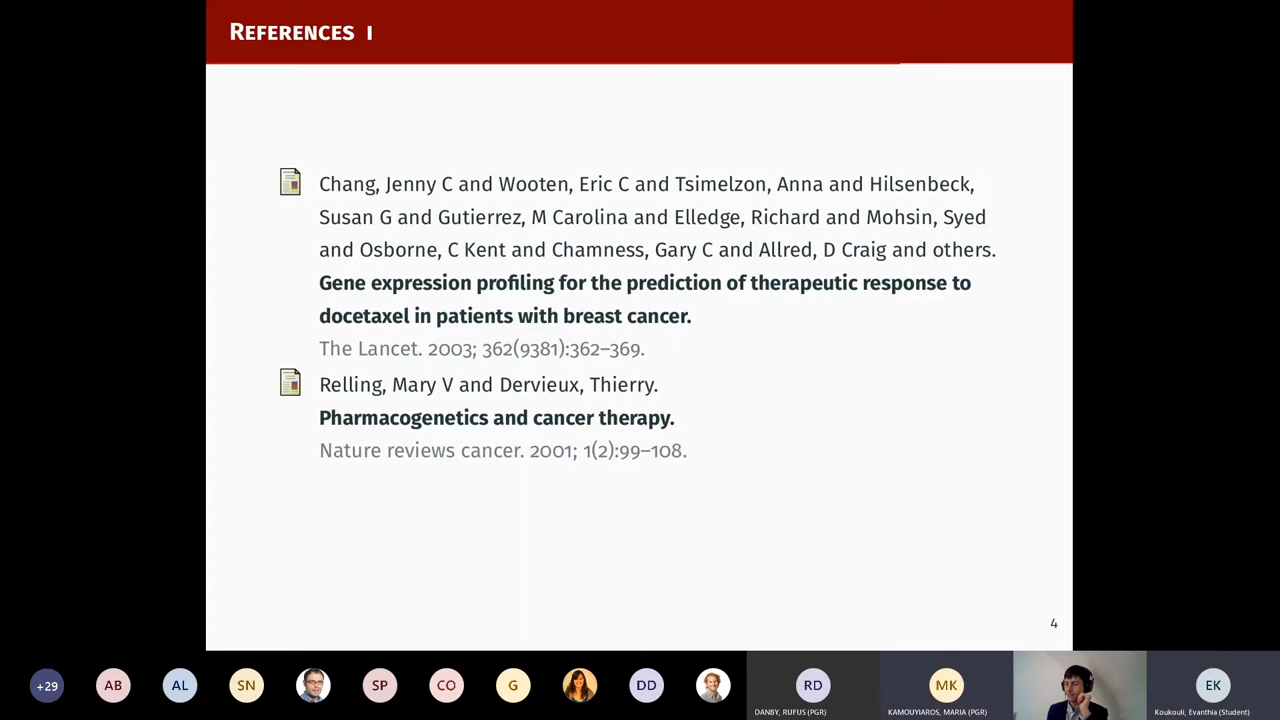 References I
Chang, Jenny C and Wooten, Eric C and Tsimelzon, Anna and Hilsenbeck,
Susan G and Gutierrez, M Carolina and Elledge, Richard and Mohsin, Syed
and Osborne, C Kent and Chamness, Gary C and Allred, D Craig and others.
Gene expression profiling for the prediction of therapeutic response to
docetaxel in patients with breast cancer.
The Lancet. 2003; 362(9381):362–369.
Relling, Mary V and Dervieux, Thierry.
Pharmacogenetics and cancer therapy.
Nature reviews cancer. 2001; 1(2):99–108.
4
+29
AB
AL
SN
SP
CO
G
DD
RD
MK
EK
DANBY, RUFUS (PGR)
KAMOUYIAROS, MARIA (PGR)
Koukouli, Evanthia (Student)